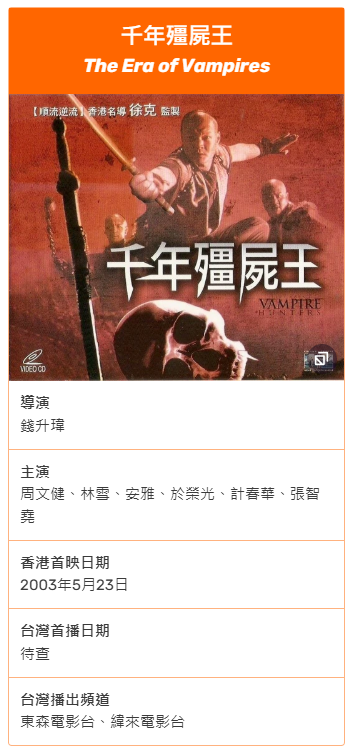 千年殭屍王
The Era of Vampires
【順流逆流】香港名導 徐克 監製
千年殭屍王
VAMPIRE
HUNTERS
VIDEO CD
導演
錢升瑋
主演
周文健、林雪、安雅、於榮光、計春華、張智
堯
香港首映日期
2003年5月23日
台灣首播日期
待查
台灣播出頻道
東森電影台、緯來電影台